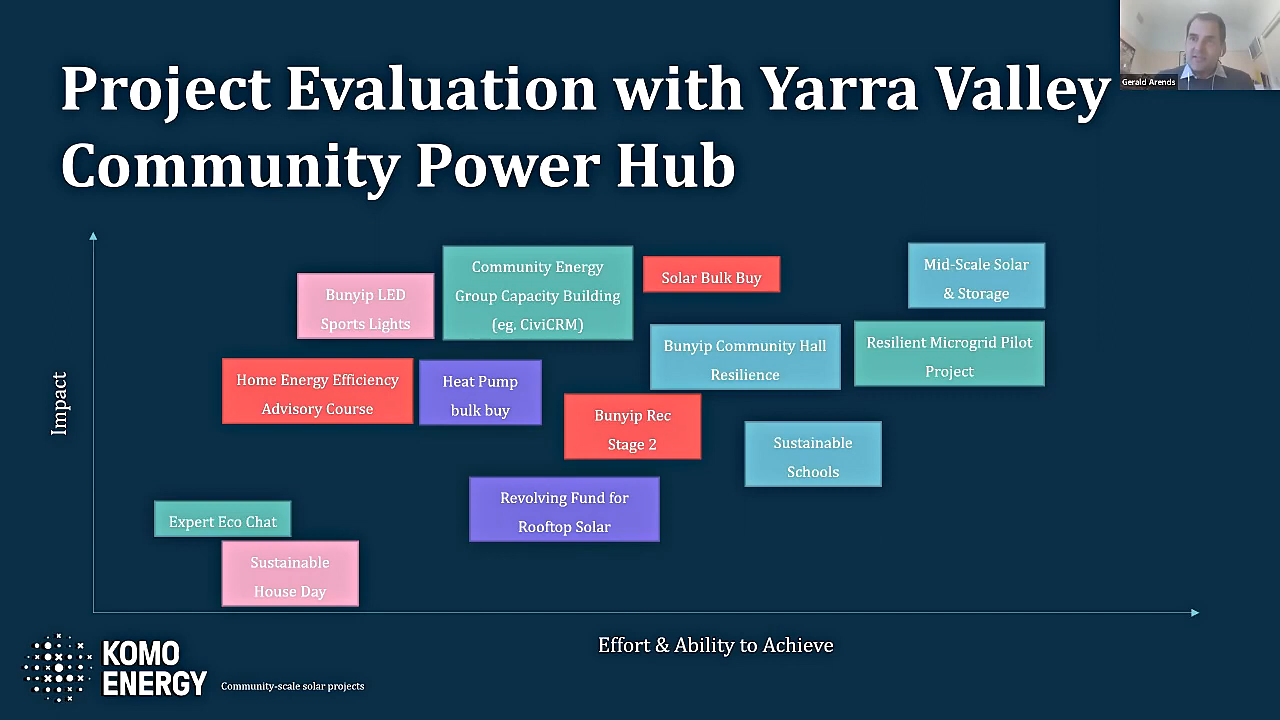 Project Evaluation with Yarra Valley
Community Power Hub
Gerald Arends
Impact
Bunyip LED
Sports Lights
Community Energy
Group Capacity Building
(eg. CiviCRM)
Solar Bulk Buy
Mid-Scale Solar
& Storage
Home Energy Efficiency
Advisory Course
Heat Pump
bulk buy
Bunyip Community Hall
Resilience
Resilient Microgrid Pilot
Project
Bunyip Rec
Stage 2
Sustainable
Schools
Revolving Fund for
Rooftop Solar
Expert Eco Chat
Sustainable
House Day
Effort & Ability to Achieve
KOMO
ENERGY
Community-scale solar projects